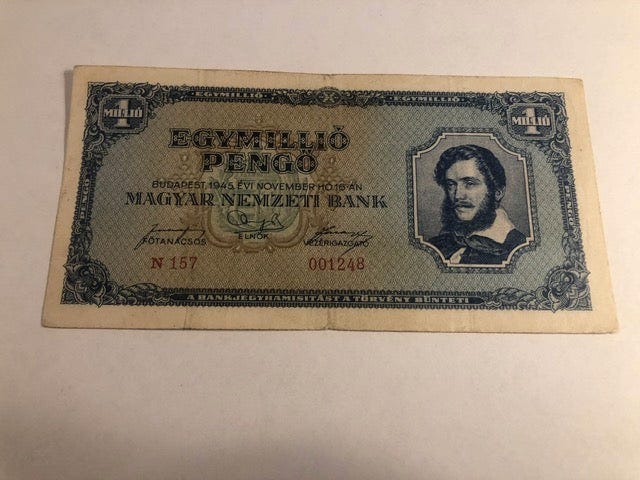 EGYMILLIÓ EGYMILLIÓ
1 MILLIÓ
1 MILLIÓ
EGYMILLIÓ
PENGŐ
BUDAPEST, 1945. ÉVI NOVEMBER HÓ 16-ÁN
MAGYAR NEMZETI BANK
FŐTANÁCSOS ELNÖK VEZÉRIGAZGATÓ
N 157 001248
A BANKJEGYHAMISÍTÁST A TÖRVÉNY BÜNTETI